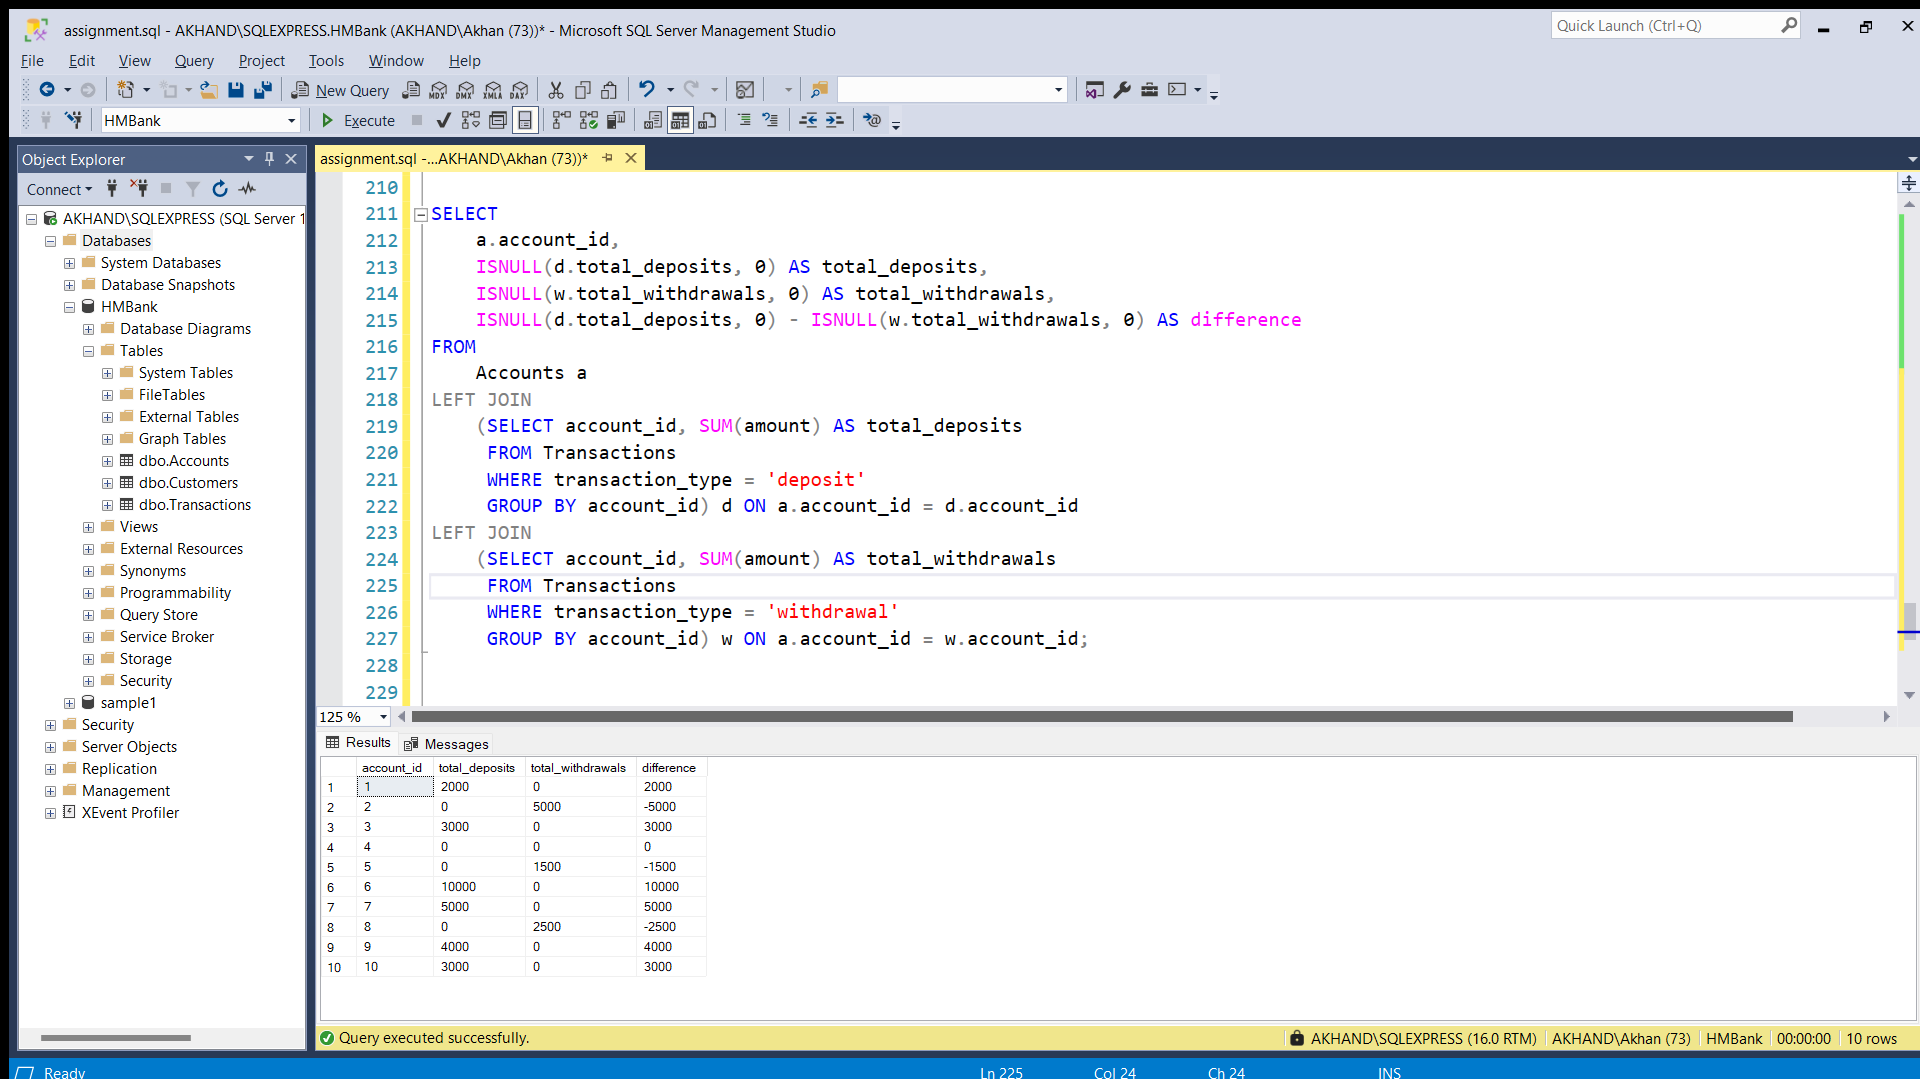 assignment.sql - AKHAND\SQLEXPRESS.HMBank (AKHAND\Akhan (73))* - Microsoft SQL Server Management Studio
Quick Launch (Ctrl+Q)
File Edit View Query Project Tools Window Help
New Query
MDX DMX XMLA DAX
HMBank
Execute
Object Explorer
assignment.sql -...AKHAND\Akhan (73))*
Connect
AKHAND\SQLEXPRESS (SQL Server 1
Databases
System Databases
Database Snapshots
HMBank
Database Diagrams
Tables
System Tables
FileTables
External Tables
Graph Tables
dbo.Accounts
dbo.Customers
dbo.Transactions
Views
External Resources
Synonyms
Programmability
Query Store
Service Broker
Storage
Security
sample1
Security
Server Objects
Replication
Management
XEvent Profiler
210
211 SELECT
212 a.account_id,
213 ISNULL(d.total_deposits, 0) AS total_deposits,
214 ISNULL(w.total_withdrawals, 0) AS total_withdrawals,
215 ISNULL(d.total_deposits, 0) - ISNULL(w.total_withdrawals, 0) AS difference
216 FROM
217 Accounts a
218 LEFT JOIN
219 (SELECT account_id, SUM(amount) AS total_deposits
220 FROM Transactions
221 WHERE transaction_type = 'deposit'
222 GROUP BY account_id) d ON a.account_id = d.account_id
223 LEFT JOIN
224 (SELECT account_id, SUM(amount) AS total_withdrawals
225 FROM Transactions
226 WHERE transaction_type = 'withdrawal'
227 GROUP BY account_id) w ON a.account_id = w.account_id;
228
229
125 %
Results Messages
account_id total_deposits total_withdrawals difference
1 1 2000 0 2000
2 2 0 5000 -5000
3 3 3000 0 3000
4 4 0 0 0
5 5 0 1500 -1500
6 6 10000 0 10000
7 7 5000 0 5000
8 8 0 2500 -2500
9 9 4000 0 4000
10 10 3000 0 3000
Query executed successfully.
AKHAND\SQLEXPRESS (16.0 RTM) AKHAND\Akhan (73) HMBank 00:00:00 10 rows
Ready Ln 225 Col 24 Ch 24 INS